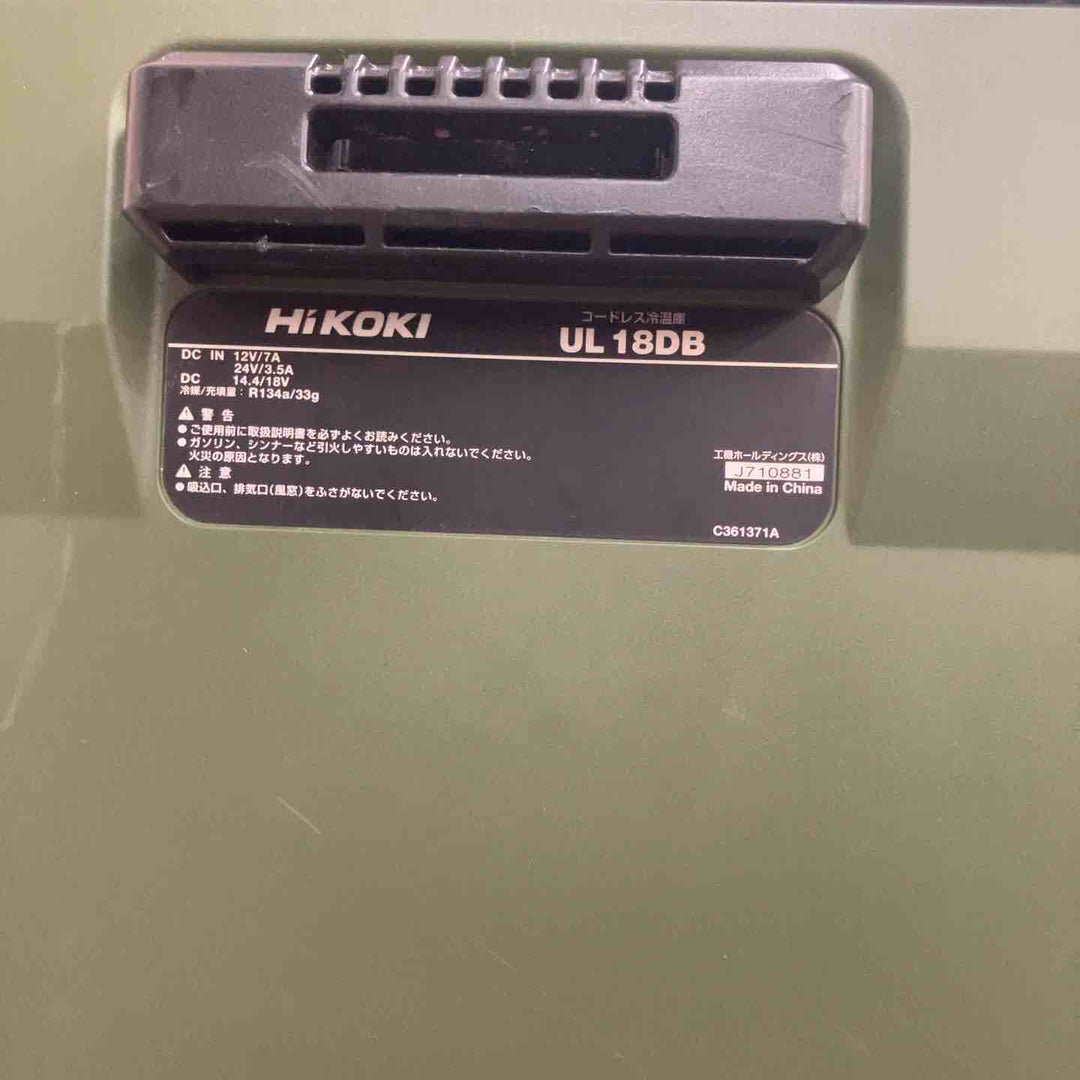 HiKOKI
コードレス冷温庫
UL 18DB
DC IN 12V/7A
24V/3.5A
DC 14.4/18V
冷媒/充填量：R134a/33g
⚠ 警告
●ご使用前に取扱説明書を必ずよくお読みください。
●ガソリン、シンナーなど引火しやすいものは入れないでください。
火災の原因となります。
⚠ 注意
●吸込口、排気口(風窓)をふさがないでください。
工機ホールディングス(株)
J710881
Made in China
C361371A